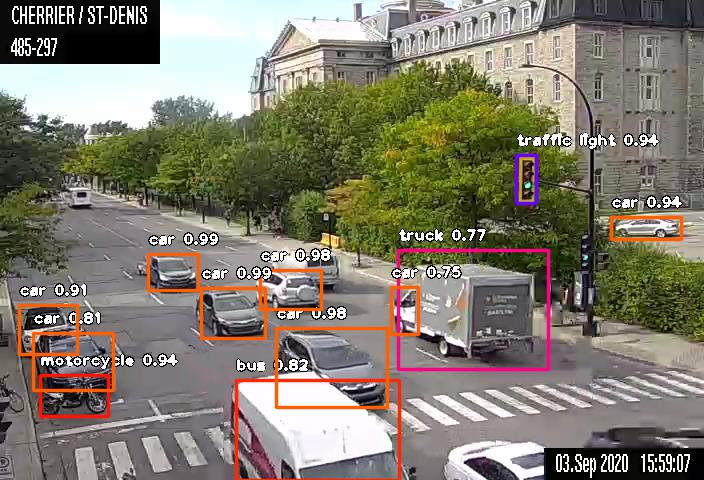 CHERRIER / ST-DENIS
485-297
traffic light 0.94
car 0.94
truck 0.77
car 0.99
car 0.98
car 0.99
car 0.75
car 0.91
car 0.98
car 0.81
motorcycle 0.94
bus 0.82
03.Sep 2020 15:59:07